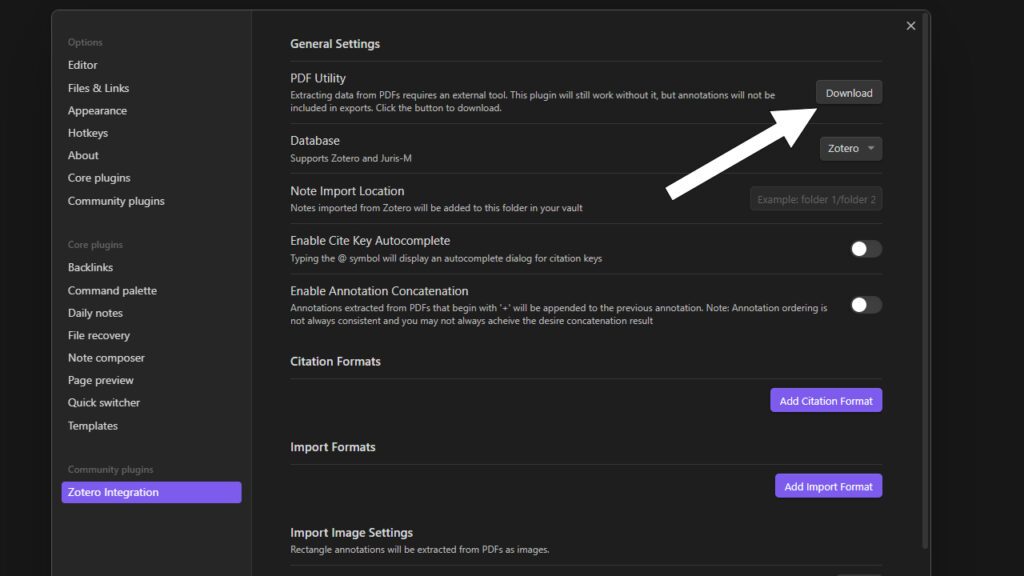 Options
Editor
Files & Links
Appearance
Hotkeys
About
Core plugins
Community plugins
Core plugins
Backlinks
Command palette
Daily notes
File recovery
Note composer
Page preview
Quick switcher
Templates
Community plugins
Zotero Integration
General Settings
PDF Utility
Extracting data from PDFs requires an external tool. This plugin will still work without it, but annotations will not be
included in exports. Click the button to download.
Download
Database
Supports Zotero and Juris-M
Zotero
Note Import Location
Notes imported from Zotero will be added to this folder in your vault
Example: folder 1/folder 2
Enable Cite Key Autocomplete
Typing the @ symbol will display an autocomplete dialog for citation keys
Enable Annotation Concatenation
Annotations extracted from PDFs that begin with '+' will be appended to the previous annotation. Note: Annotation ordering is
not always consistent and you may not always acheive the desire concatenation result
Citation Formats
Add Citation Format
Import Formats
Add Import Format
Import Image Settings
Rectangle annotations will be extracted from PDFs as images.